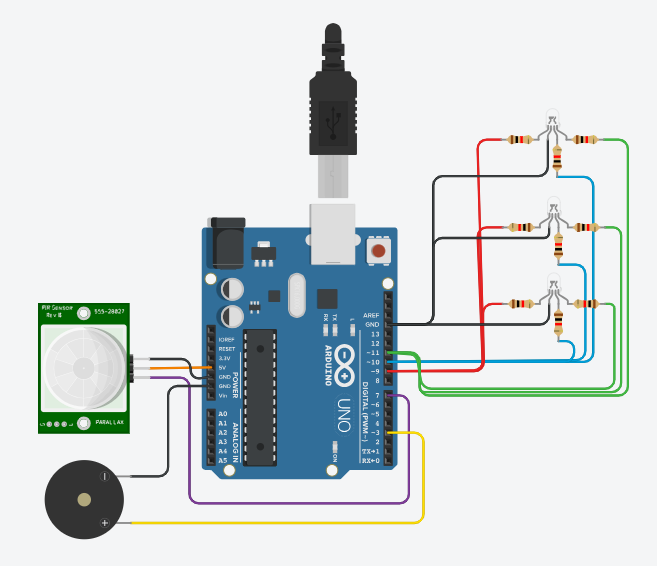 AREF
GND
13
12
~11
~10
~9
8
7
~6
~5
4
~3
2
TX→1
RX←0
DIGITAL (PWM~)
L
TX
RX
ARDUINO
UNO
ON
IOREF
RESET
3.3V
5V
GND
GND
Vin
POWER
A0
A1
A2
A3
A4
A5
ANALOG IN
PIR Sensor
Rev B
555-28027
PARALLAX